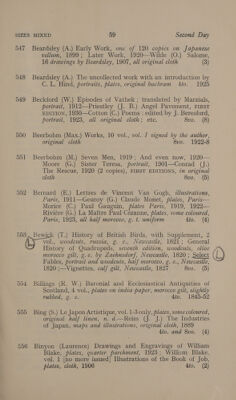 SIZES MIXED 59 Second Day
547 Beardsley (A.) Early Work, one of 120 copies on Japanese
vellum, 1899; Later Work, 1920—Wilde (O.) Salome,
16 drawings by Beardsley, 1907, all original cloth (3)
548 Beardsley (A.) The uncollected work with an introduction by
C. L. Hind, portraits, plates, original buckram 4to. 1925
549 Beckford (W.) Episodes of Vathek; translated by Marzials,
portrait, 1912—Priestley (J. B.) Angel Pavement, FIRST
EDITION, 1930—Cotton (C.) Poems: edited by J. Beresford,
portrait, 1923, all original cloth; etc. 8vo. (8)
550 Beerbohm (Max.) Works, 10 vol., vol. I signed by the author,
original cloth 8vo. 1922-8
551 Beerbohm (M.) Seven Men, 1919: And even now, 1920—
Moore (G.) Sister Teresa, portrait, 1901—Conrad (J.)
The Rescue, 1920 (2 copies), FIRST EDITIONS, in original
cloth 8vo. (5)
552 Bernard (E.) Lettres de Vincent Van Gogh, illustrations,
Paris, 1911—Geoffroy (G.) Claude Monet, plates, Paris—
Morice (C.) Paul Gauguin, plates Paris, 1919, 1922—
Rivière (G.) La Maître Paul Cézanne, plates, some coloured,
Paris, 1923, all half morocco, g. t. uniform 4to. (4)
553 Bewick (T.) History of British Birds, with Supplement, 2
vol., woodcuts, russia, g. e., Newcastle, 1821; General
History of Quadrupeds, seventh edition, woodcuts, olive
morocco gilt, g. e. by Zaehnsdorf, Newcastle, 1820; Select
Fables, portrait and woodcuts, half morocco, g. e., Newcastle,
1820;—Vignettes, calf gilt, Newcastle, 1827 8vo. (5)
554 Billings (R. W.) Baronial and Ecclesiastical Antiquities of
Scotland, 4 vol., plates on india paper, morocco gilt, slightly
rubbed, g. e. 4to. 1845-52
555 Bing (S.) Le Japon Artistique, vol. 1-3 only, plates, some coloured,
original half linen, n. d.—Rein (J. J.) The Industries
of Japan, maps and illustrations, original cloth, 1889
4to. and 8vo. (4)
556 Binyon (Laurence) Drawings and Engravings of William
Blake, plates, quarter parchment, 1922; William Blake,
vol. 1 [no more issued] Illustrations of the Book of Job,
plates, cloth, 1906 4to. (2)